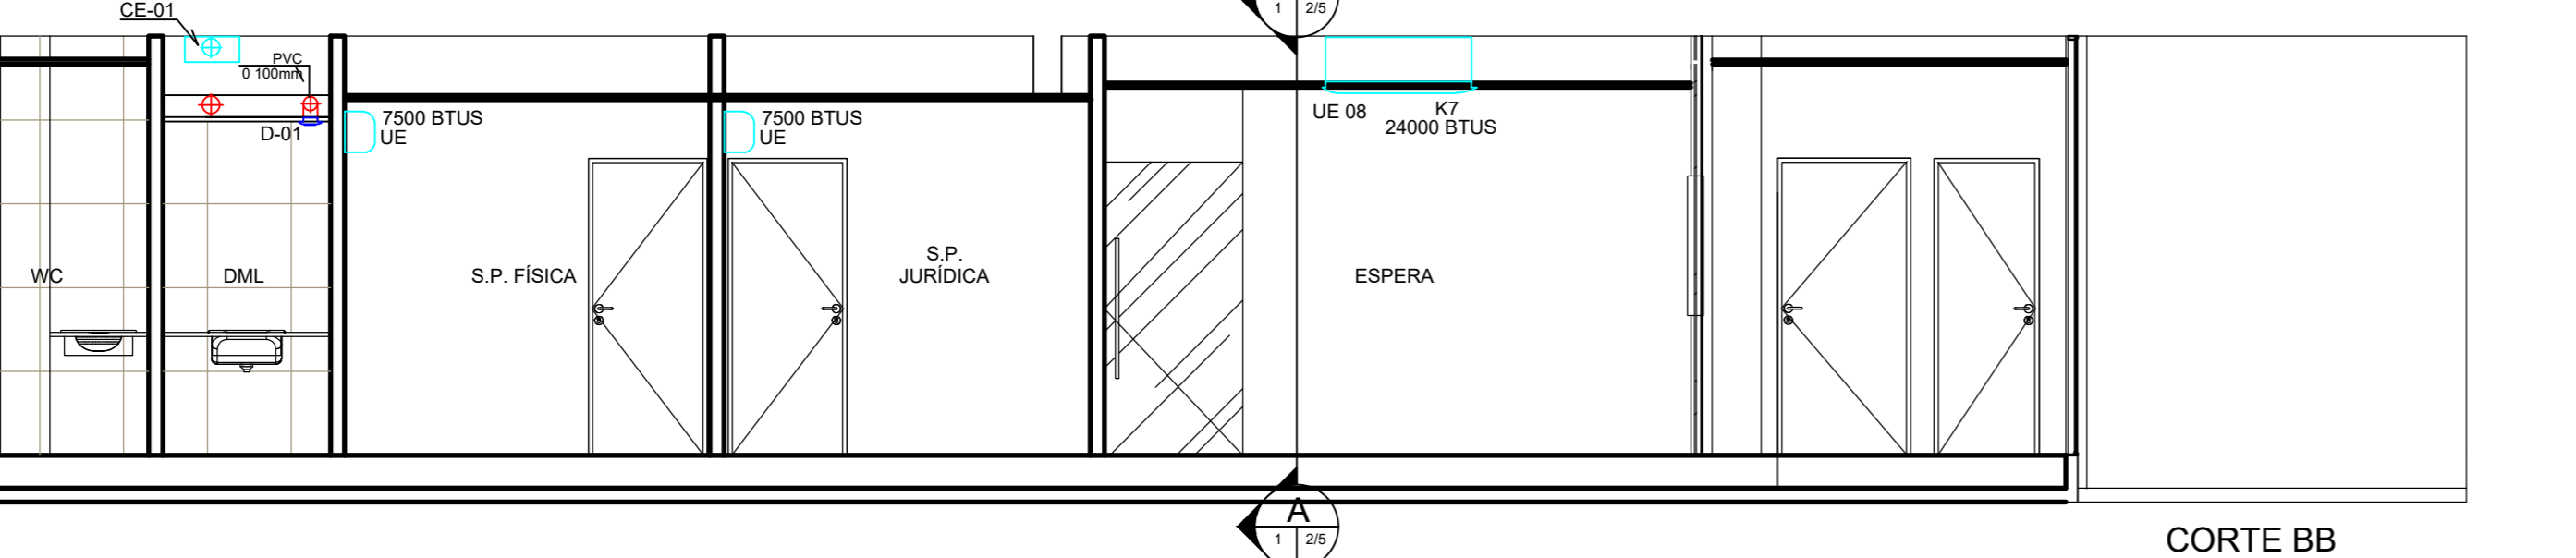 CE-01
1 2/5
PVC
0 100mm
D-01
7500 BTUS
UE
7500 BTUS
UE
UE 08
K7
24000 BTUS
WC
DML
S.P. FÍSICA
S.P.
JURÍDICA
ESPERA
A
1 2/5
CORTE BB